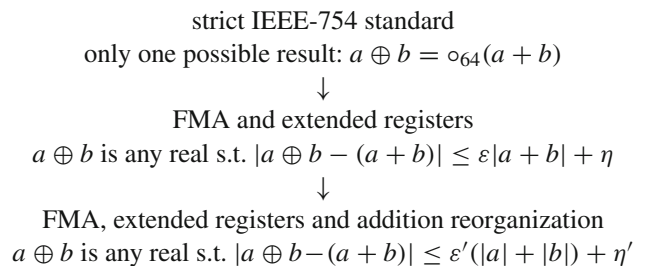 strict IEEE-754 standard
only one possible result: a ⊕ b = ∘₆₄(a + b)
↓
FMA and extended registers
a ⊕ b is any real s.t. |a ⊕ b − (a + b)| ≤ ε|a + b| + η
↓
FMA, extended registers and addition reorganization
a ⊕ b is any real s.t. |a ⊕ b−(a + b)| ≤ ε′(|a| + |b|) + η′